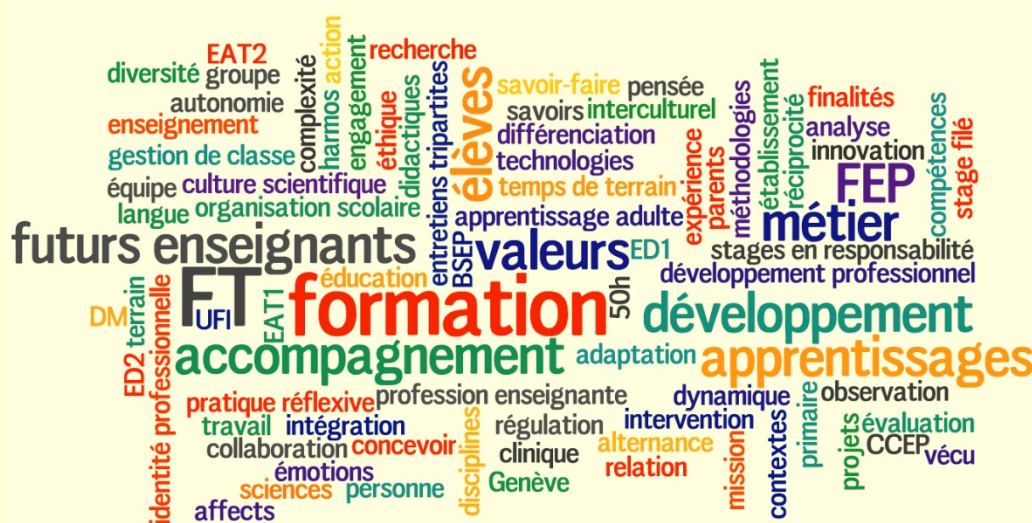 EAT2
recherche
diversité
groupe
complexité
harmos
action
engagement
éthique
didactiques
entretiens tripartites
élèves
savoir-faire
pensée
autonomie
savoirs
interculturel
enseignement
différenciation
gestion de classe
technologies
équipe
culture scientifique
temps de terrain
langue
organisation scolaire
apprentissage adulte
expérience
parents
méthodologies
établissement
réciprocité
finalités
analyse
innovation
compétences
stage filé
FEP
métier
futurs enseignants
BSEP
valeurs
ED1
stages en responsabilité
développement professionnel
éducation
FT
UFI
EAT1
formation
50h
développement
DM
terrain
ED2
identité professionnelle
accompagnement
adaptation
apprentissages
pratique réflexive
profession enseignante
dynamique
observation
travail
intégration
disciplines
régulation
intervention
contextes
primaire
projets
évaluation
collaboration
concevoir
clinique
alternance
mission
CCEP
vécu
émotions
relation
sciences
personne
Genève
affects